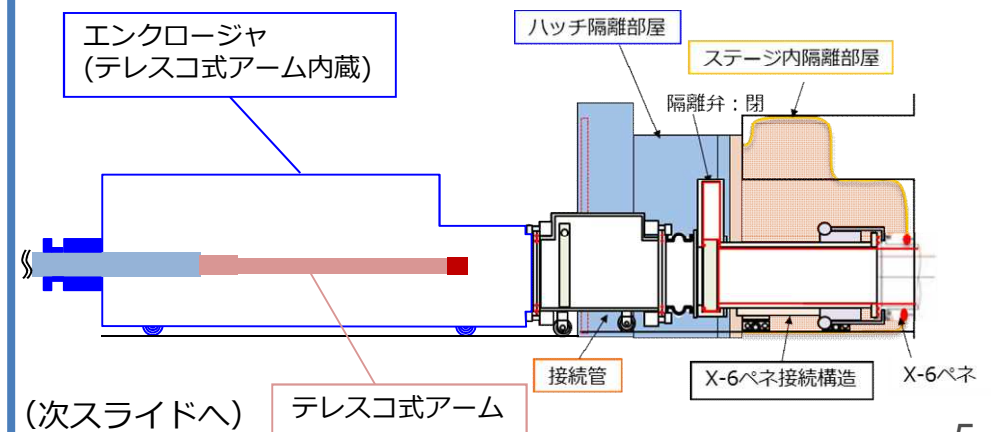 エンクロージャ
(テレスコ式アーム内蔵)
ハッチ隔離部屋
ステージ内隔離部屋
隔離弁：閉
接続管
X-6ペネ接続構造
X-6ペネ
テレスコ式アーム
(次スライドへ)
5